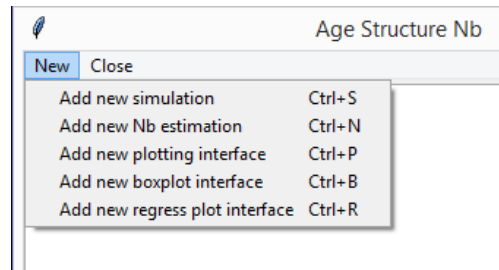 Age Structure Nb
New Close
Add new simulation Ctrl+S
Add new Nb estimation Ctrl+N
Add new plotting interface Ctrl+P
Add new boxplot interface Ctrl+B
Add new regress plot interface Ctrl+R